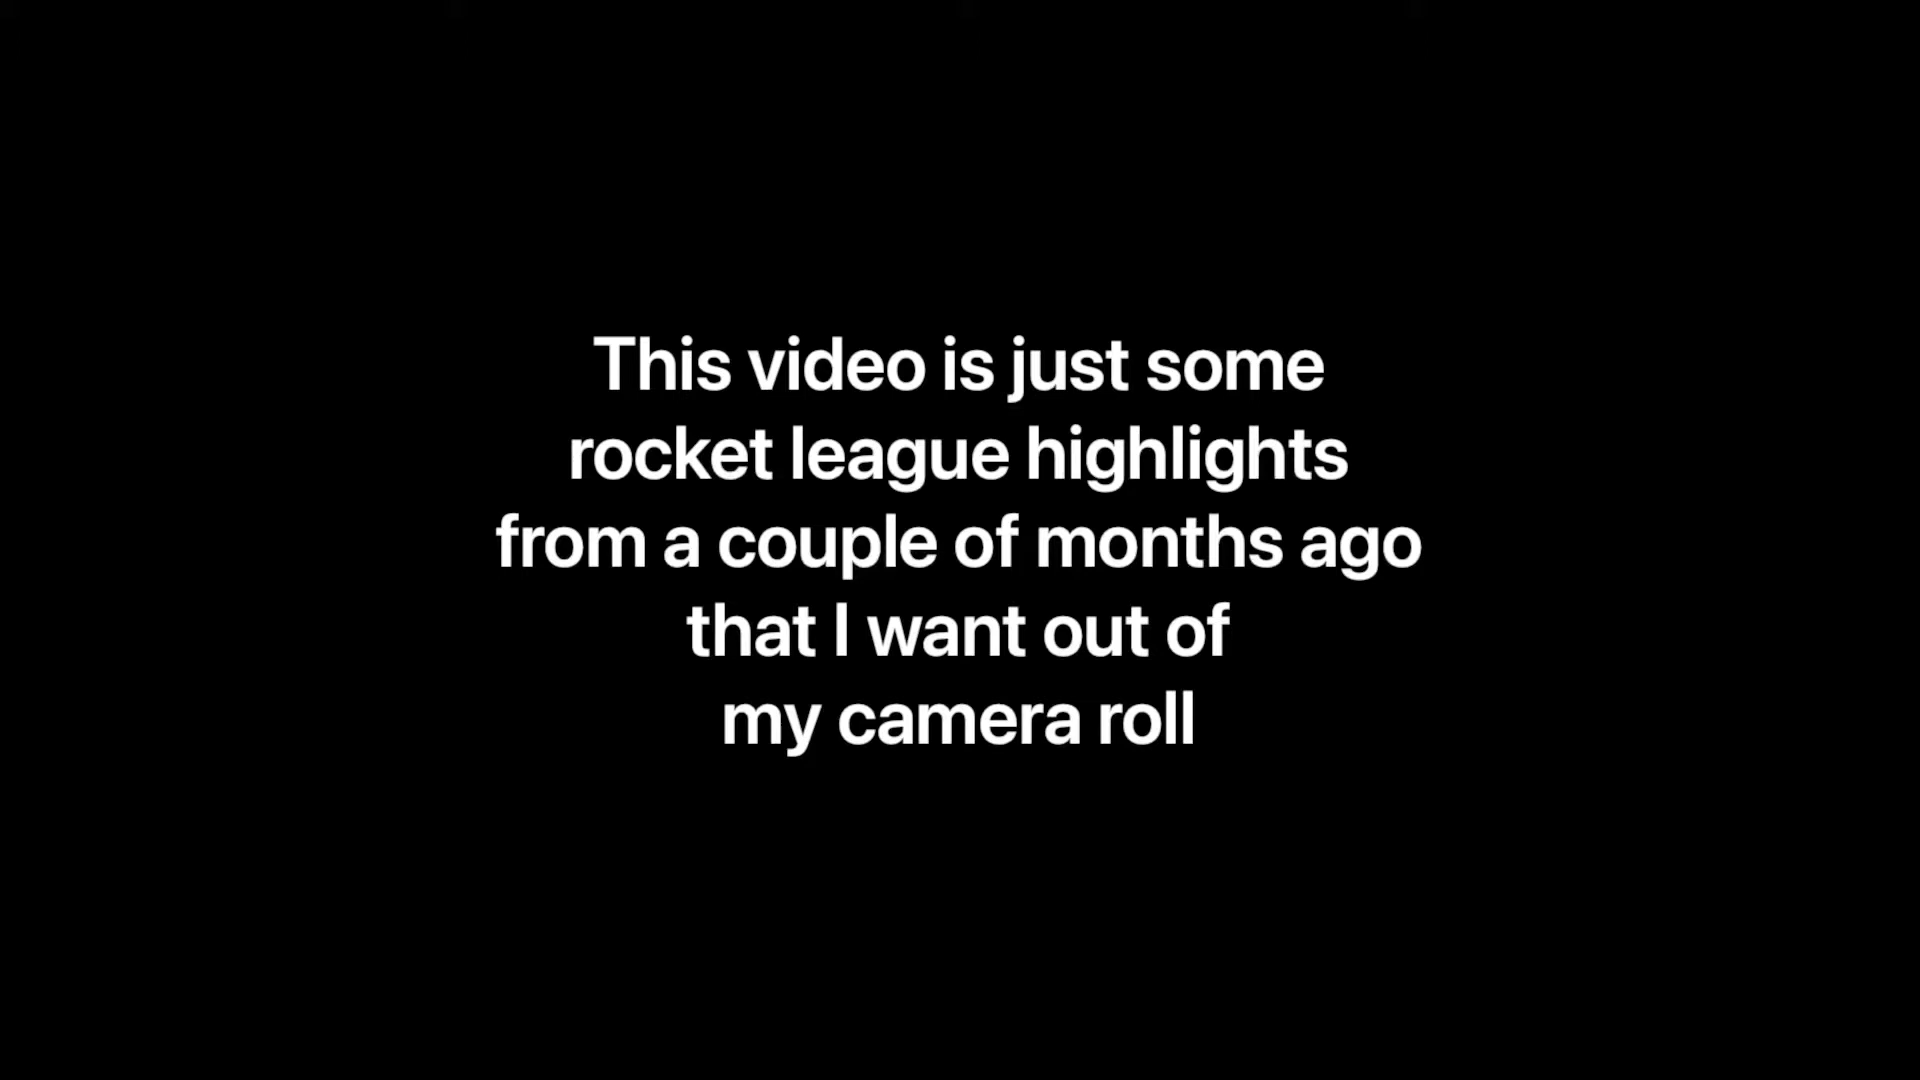 This video is just some
rocket league highlights
from a couple of months ago
that I want out of
my camera roll